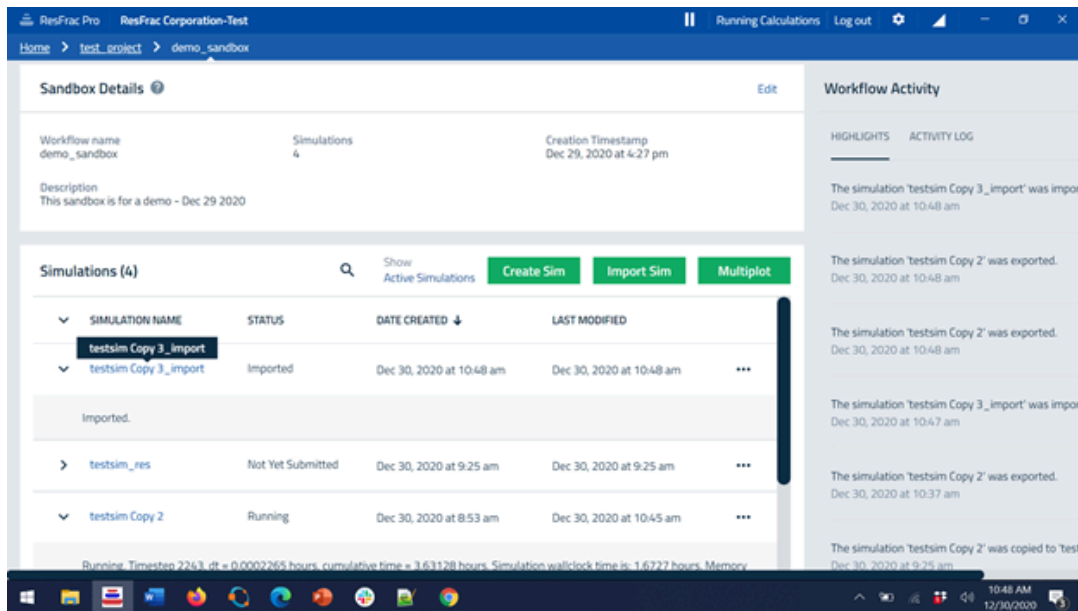 ResFrac Pro ResFrac Corporation-Test Running Calculations Log out
Home > test_project > demo_sandbox
Sandbox Details ? Edit
Workflow name Simulations Creation Timestamp
demo_sandbox 4 Dec 29, 2020 at 4:27 pm
Description
This sandbox is for a demo - Dec 29 2020
Simulations (4) Show Active Simulations Create Sim Import Sim Multiplot
SIMULATION NAME STATUS DATE CREATED LAST MODIFIED
testsim Copy 3_import
testsim Copy 3_import Imported Dec 30, 2020 at 10:48 am Dec 30, 2020 at 10:48 am
Imported.
testsim_res Not Yet Submitted Dec 30, 2020 at 9:25 am Dec 30, 2020 at 9:25 am
testsim Copy 2 Running Dec 30, 2020 at 8:53 am Dec 30, 2020 at 10:45 am
Running. Timestep 2243, dt = 0.0002265 hours, cumulative time = 3.63128 hours. Simulation wallclock time is: 1.6727 hours. Memory
Workflow Activity
HIGHLIGHTS ACTIVITY LOG
The simulation 'testsim Copy 3_import' was impor
Dec 30, 2020 at 10:48 am
The simulation 'testsim Copy 2' was exported.
Dec 30, 2020 at 10:48 am
The simulation 'testsim Copy 2' was exported.
Dec 30, 2020 at 10:48 am
The simulation 'testsim Copy 3_import' was impor
Dec 30, 2020 at 10:47 am
The simulation 'testsim Copy 2' was exported.
Dec 30, 2020 at 10:37 am
The simulation 'testsim Copy 2' was copied to 'test
Dec 30, 2020 at 9:25 am
10:48 AM
12/30/2020
3